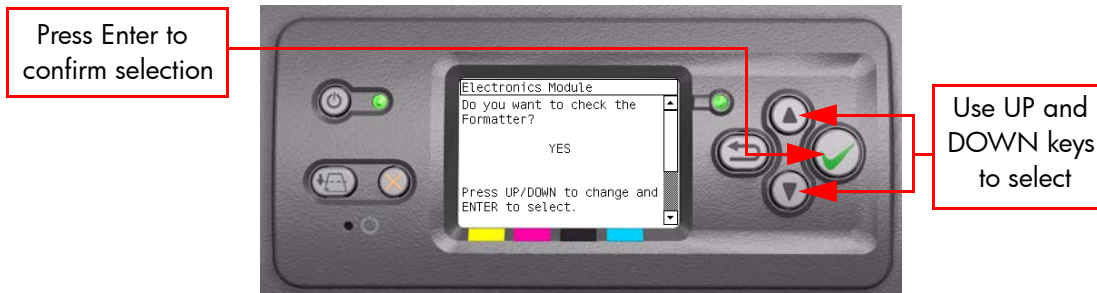 Press Enter to
confirm selection
Electronics Module
Do you want to check the
Formatter?
YES
Press UP/DOWN to change and
ENTER to select.
Use UP and
DOWN keys
to select